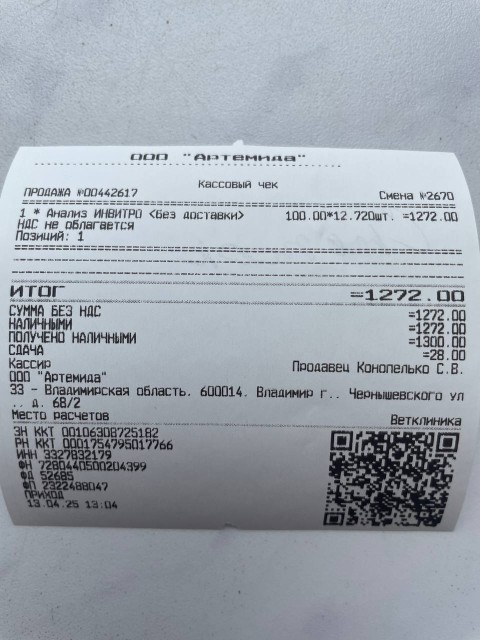 ООО "Артемида"
Кассовый чек
ПРОДАЖА №00442617 Смена №2670
1 * Анализ ИНВИТРО <без доставки> 100.00*12.720шт. =1272.00
НДС не облагается
Позиций: 1
ИТОГ =1272.00
СУММА БЕЗ НДС =1272.00
НАЛИЧНЫМИ =1272.00
ПОЛУЧЕНО НАЛИЧНЫМИ =1300.00
СДАЧА =28.00
Кассир Продавец Конопелько С.В.
ООО "Артемида"
33 - Владимирская область. 600014. Владимир г.. Чернышевского ул
.. д. 68/2
Место расчетов Ветклиника
ЗН ККТ 00106308725182
РН ККТ 0001754795017766
ИНН 3327832179
ФН 7280440500204399
ФД 52685
ФП 2322488047
ПРИХОД
13.04.25 13:04